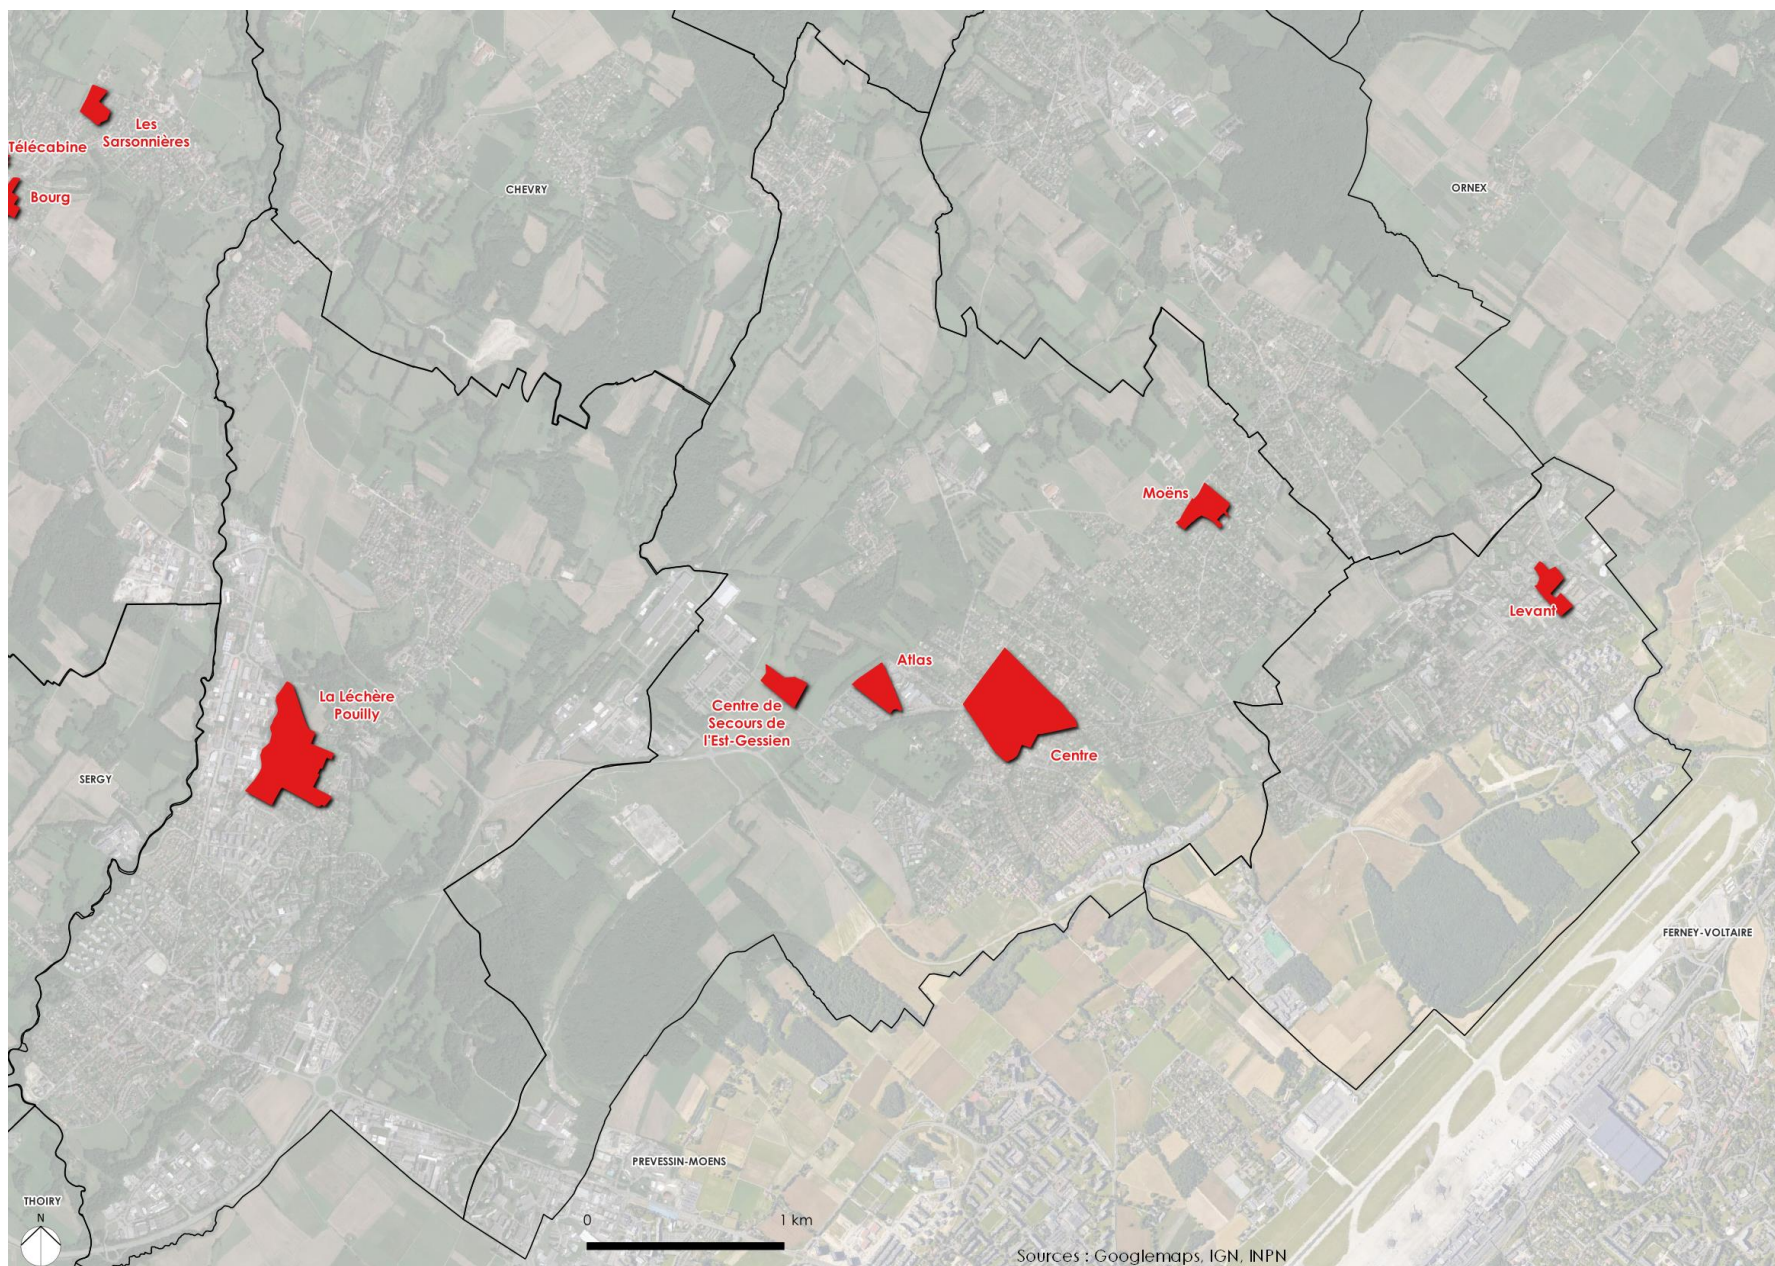 Les
Sarsonnières
Télécabine
CHEVRY
ORNEX
Bourg
Moëns
Levant
Atlas
La Léchère
Pouilly
Centre de
Secours de
l'Est-Gessien
Centre
SERGY
FERNEY-VOLTAIRE
PREVESSIN-MOENS
THOIRY
N
0
1 km
Sources : Googlemaps, IGN, INPN